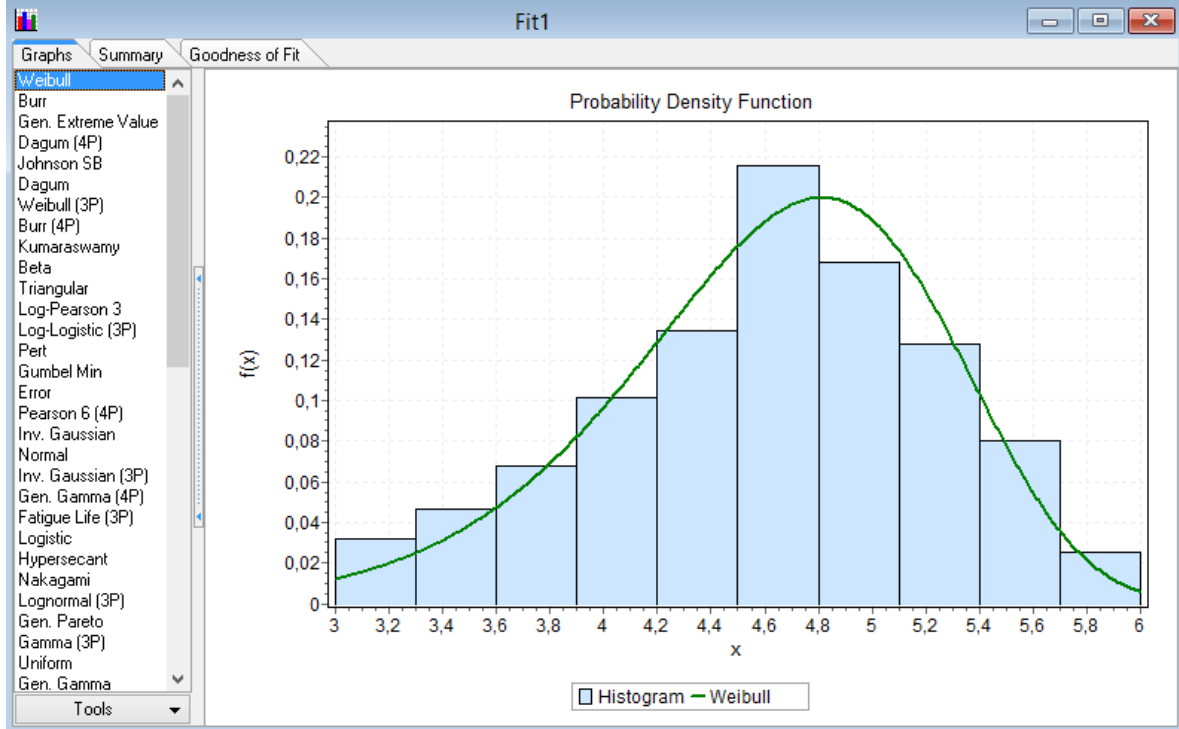 Fit1
Graphs Summary Goodness of Fit
Weibull
Burr
Gen. Extreme Value
Dagum (4P)
Johnson SB
Dagum
Weibull (3P)
Burr (4P)
Kumaraswamy
Beta
Triangular
Log-Pearson 3
Log-Logistic (3P)
Pert
Gumbel Min
Error
Pearson 6 (4P)
Inv. Gaussian
Normal
Inv. Gaussian (3P)
Gen. Gamma (4P)
Fatigue Life (3P)
Logistic
Hypersecant
Nakagami
Lognormal (3P)
Gen. Pareto
Gamma (3P)
Uniform
Gen. Gamma
Tools
Probability Density Function
f(x)
0,22
0,2
0,18
0,16
0,14
0,12
0,1
0,08
0,06
0,04
0,02
0
3 3,2 3,4 3,6 3,8 4 4,2 4,4 4,6 4,8 5 5,2 5,4 5,6 5,8 6
x
Histogram Weibull